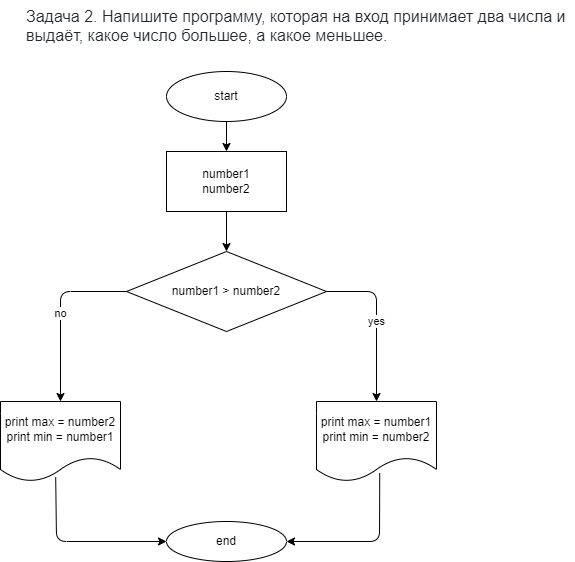 Задача 2. Напишите программу, которая на вход принимает два числа и
выдаёт, какое число большее, а какое меньшее.
start
number1
number2
number1 > number2
no
yes
print max = number2
print min = number1
print max = number1
print min = number2
end